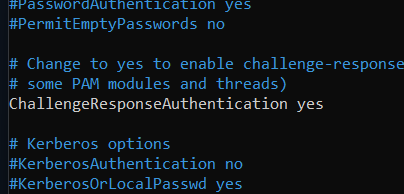 #PasswordAuthentication yes
#PermitEmptyPasswords no
# Change to yes to enable challenge-response
# some PAM modules and threads)
ChallengeResponseAuthentication yes
# Kerberos options
#KerberosAuthentication no
#KerberosOrLocalPasswd yes